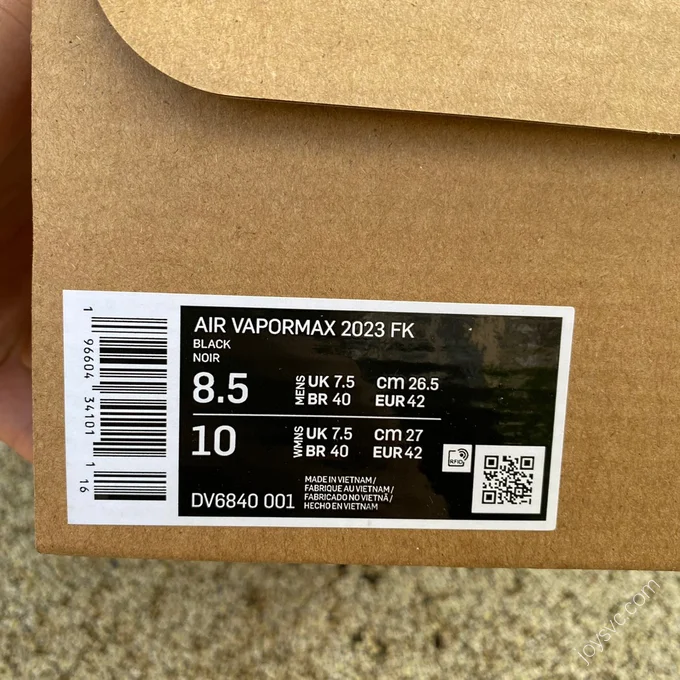 AIR VAPORMAX 2023 FK
BLACK
NOIR
8.5 MENS UK 7.5 cm 26.5
BR 40 EUR 42
10 WMNS UK 7.5 cm 27
BR 40 EUR 42
RFID
DV6840 001
MADE IN VIETNAM/
FABRIQUE AU VIETNAM/
FABRICADO NO VIETNÃ/
HECHO EN VIETNAM
1 96604 34101 1 16
joysvc.com